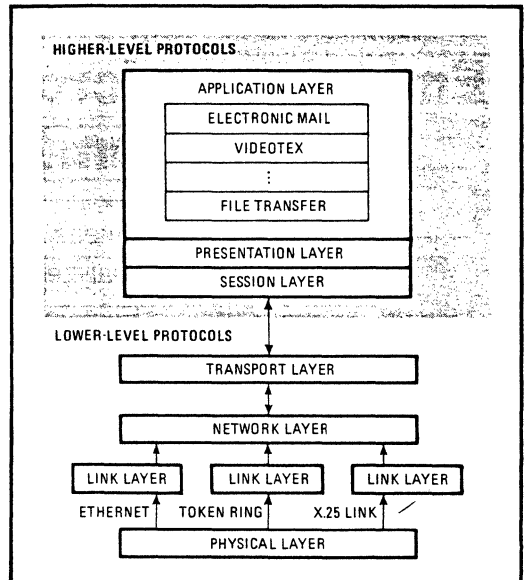 HIGHER-LEVEL PROTOCOLS
APPLICATION LAYER
ELECTRONIC MAIL
VIDEOTEX
⋮
FILE TRANSFER
PRESENTATION LAYER
SESSION LAYER
LOWER-LEVEL PROTOCOLS
TRANSPORT LAYER
NETWORK LAYER
LINK LAYER LINK LAYER LINK LAYER
ETHERNET TOKEN RING X.25 LINK
PHYSICAL LAYER